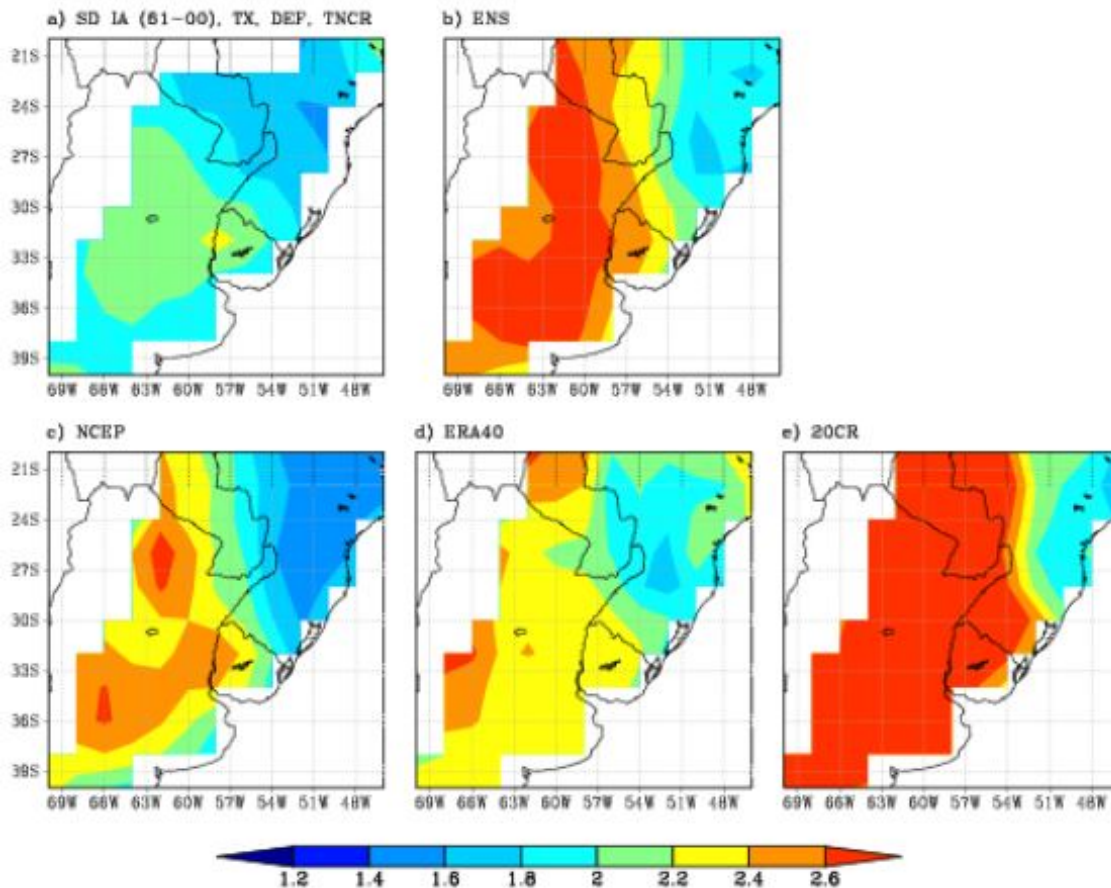 a) SD IA (61-00), TX, DEF, TNCR
b) ENS
21S
24S
27S
30S
33S
36S
39S
69W 66W 63W 60W 57W 54W 51W 48W
69W 66W 63W 60W 57W 54W 51W 48W
c) NCEP
d) ERA40
e) 20CR
21S
24S
27S
30S
33S
36S
39S
69W 66W 63W 60W 57W 54W 51W 48W
69W 66W 63W 60W 57W 54W 51W 48W
69W 66W 63W 60W 57W 54W 51W 48W
1.2 1.4 1.6 1.8 2 2.2 2.4 2.6